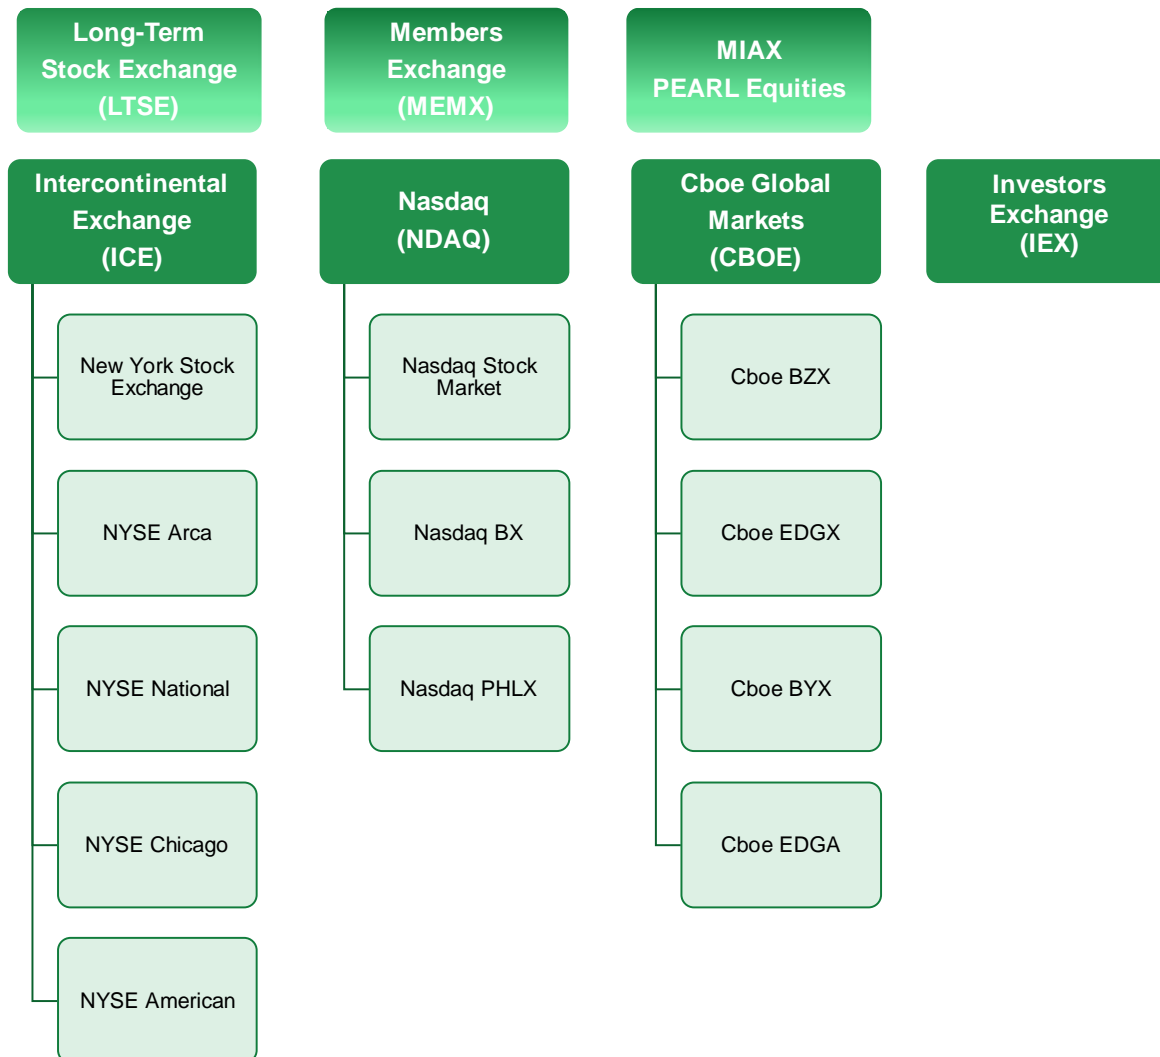 Long-Term
Stock Exchange
(LTSE)
Members
Exchange
(MEMX)
MIAX
PEARL Equities
Intercontinental
Exchange
(ICE)
Nasdaq
(NDAQ)
Cboe Global
Markets
(CBOE)
Investors
Exchange
(IEX)
New York Stock
Exchange
NYSE Arca
NYSE National
NYSE Chicago
NYSE American
Nasdaq Stock
Market
Nasdaq BX
Nasdaq PHLX
Cboe BZX
Cboe EDGX
Cboe BYX
Cboe EDGA